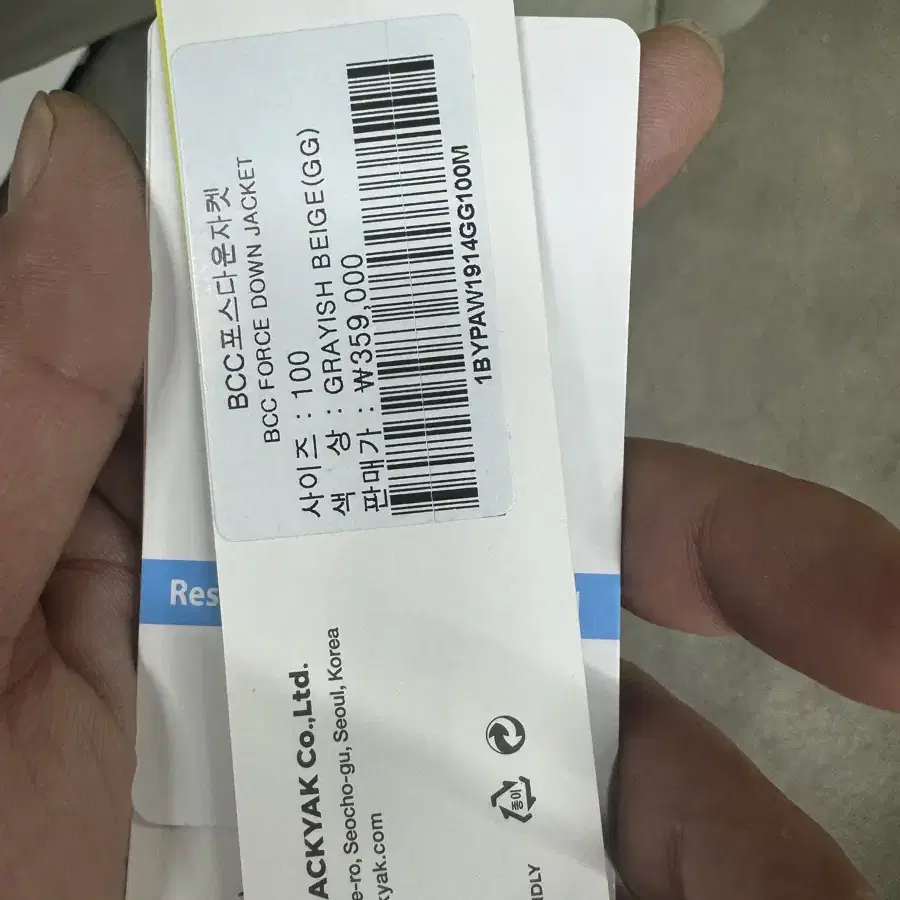 BCC포스다운자켓
BCC FORCE DOWN JACKET
사이즈 : 100
색 상 : GRAYISH BEIGE(GG)
판매가 : ₩359,000
1BYPAW1914GG100M
Res
ACKYAK Co.,Ltd.
e-ro, Seocho-gu, Seoul, Korea
kyak.com
종이
NDLY